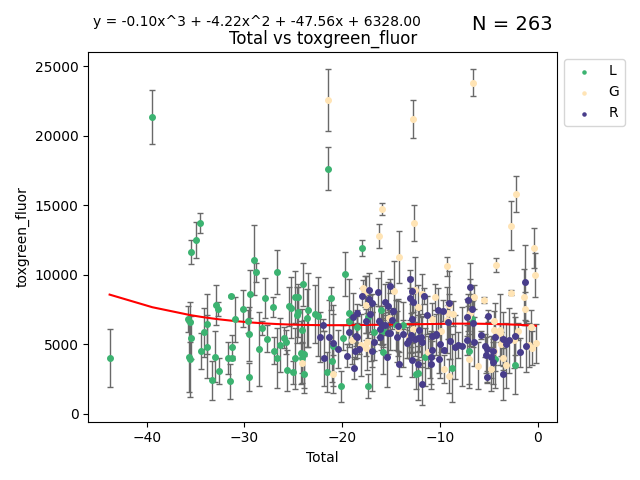 y = -0.10x^3 + -4.22x^2 + -47.56x + 6328.00
N = 263
Total vs toxgreen_fluor
25000
20000
15000
10000
5000
0
toxgreen_fluor
−40
−30
−20
−10
0
Total
L
G
R